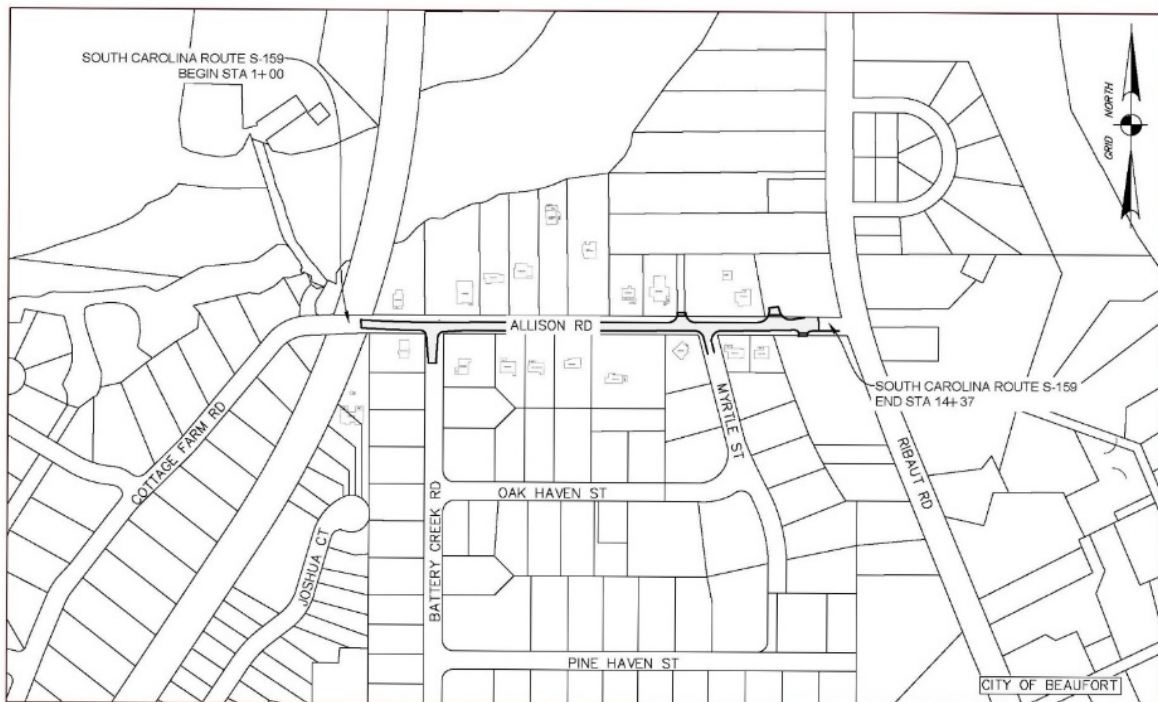 SOUTH CAROLINA ROUTE S-159
BEGIN STA 1+00
GRID NORTH
ALLISON RD
SOUTH CAROLINA ROUTE S-159
END STA 14+37
COTTAGE FARM RD
MYRTLE ST
RIBAUT RD
OAK HAVEN ST
BATTERY CREEK RD
JOSHUA CT
PINE HAVEN ST
CITY OF BEAUFORT